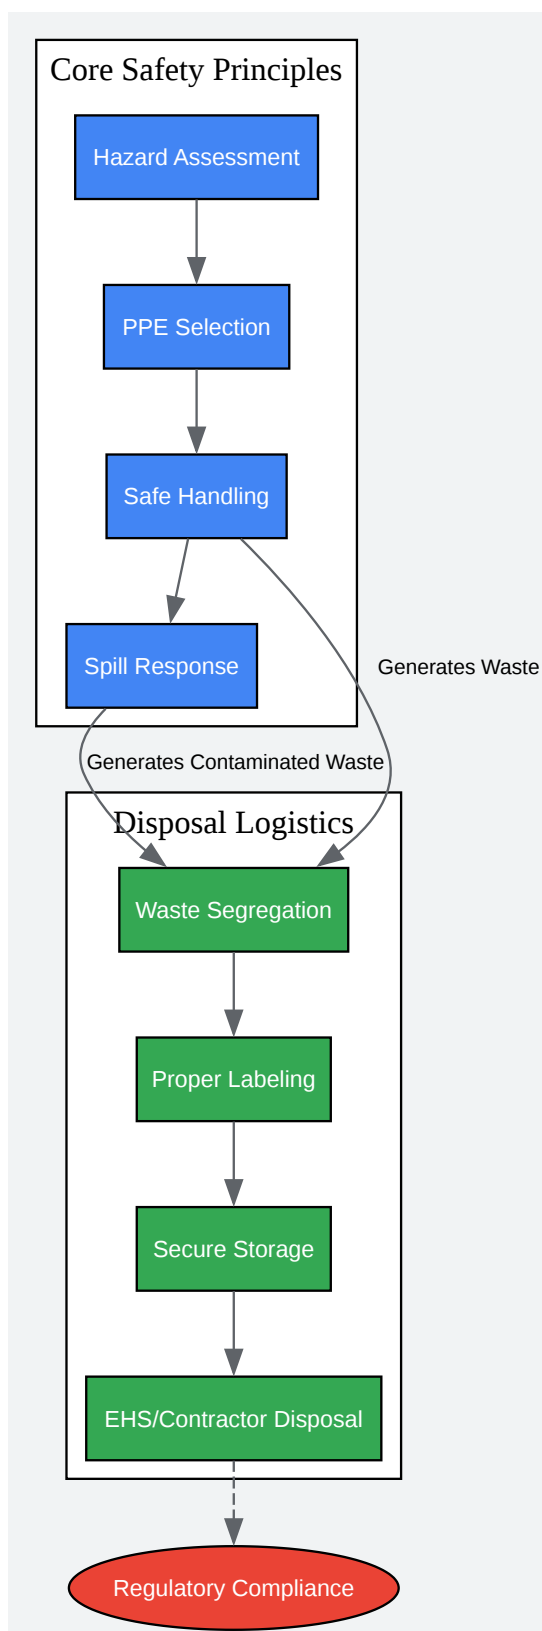 Core Safety Principles
Hazard Assessment
PPE Selection
Safe Handling
Spill Response
Generates Waste
Generates Contaminated Waste
Disposal Logistics
Waste Segregation
Proper Labeling
Secure Storage
EHS/Contractor Disposal
Regulatory Compliance